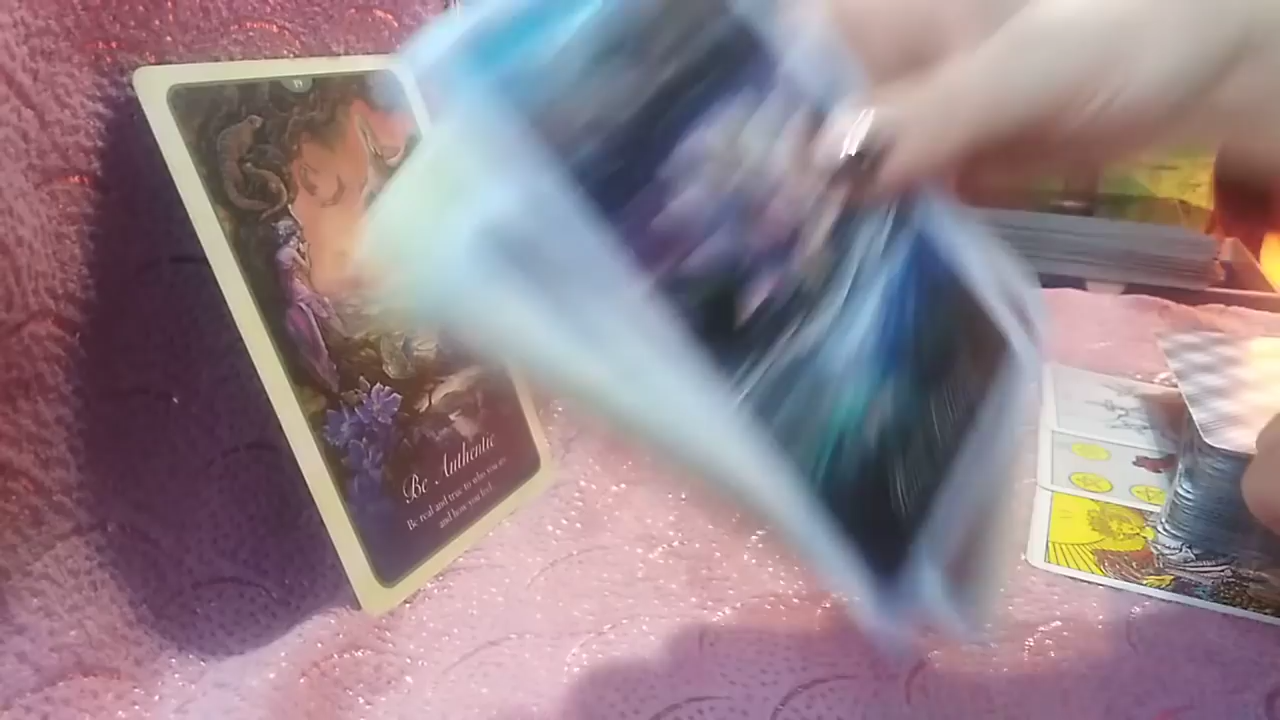 Be Authentic
Be real and true to who you are
and how you feel.